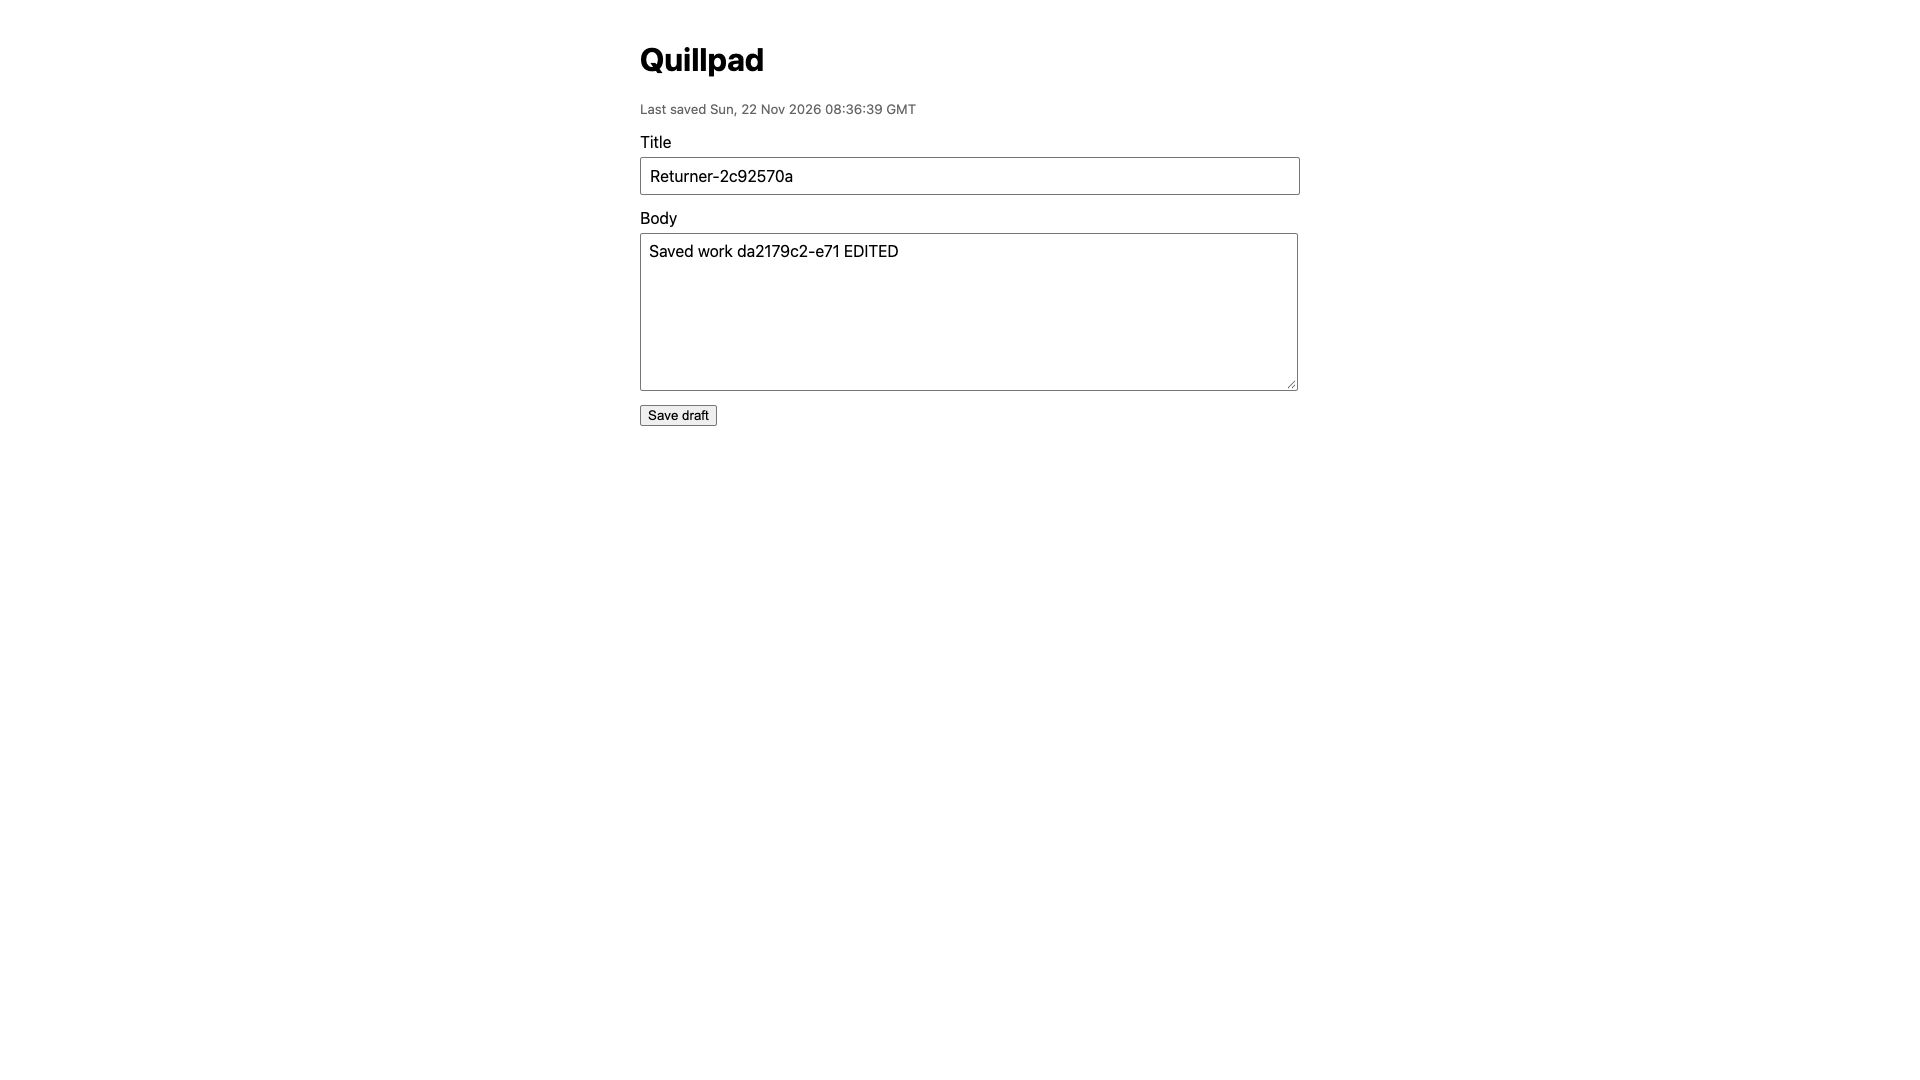 Quillpad
Last saved Sun, 22 Nov 2026 08:36:39 GMT
Title
Returner-2c92570a
Body
Saved work da2179c2-e71 EDITED
Save draft